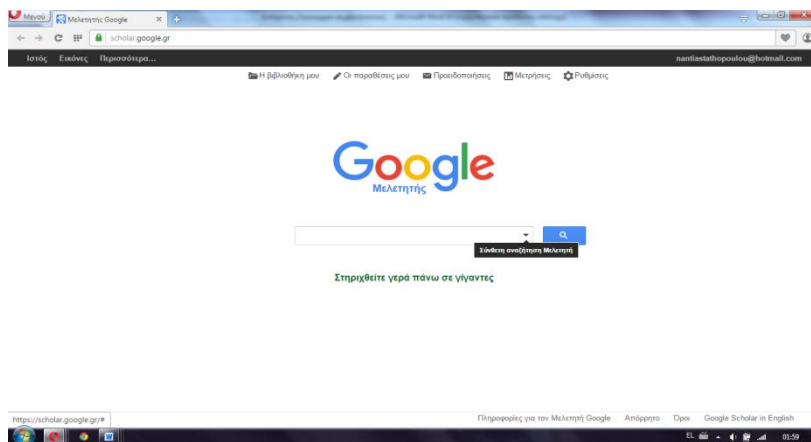 Μενού Μελετητής Google
scholar.google.gr
Ιστός Εικόνες Περισσότερα... nantiastathopoulou@hotmail.com
Η βιβλιοθήκη μου Οι παραθέσεις μου Προειδοποιήσεις Μετρήσεις Ρυθμίσεις
Google
Μελετητής
Σύνθετη αναζήτηση Μελετητή
Στηριχθείτε γερά πάνω σε γίγαντες
https://scholar.google.gr/# Πληροφορίες για τον Μελετητή Google Απόρρητο Όροι Google Scholar in English
EL 01:59